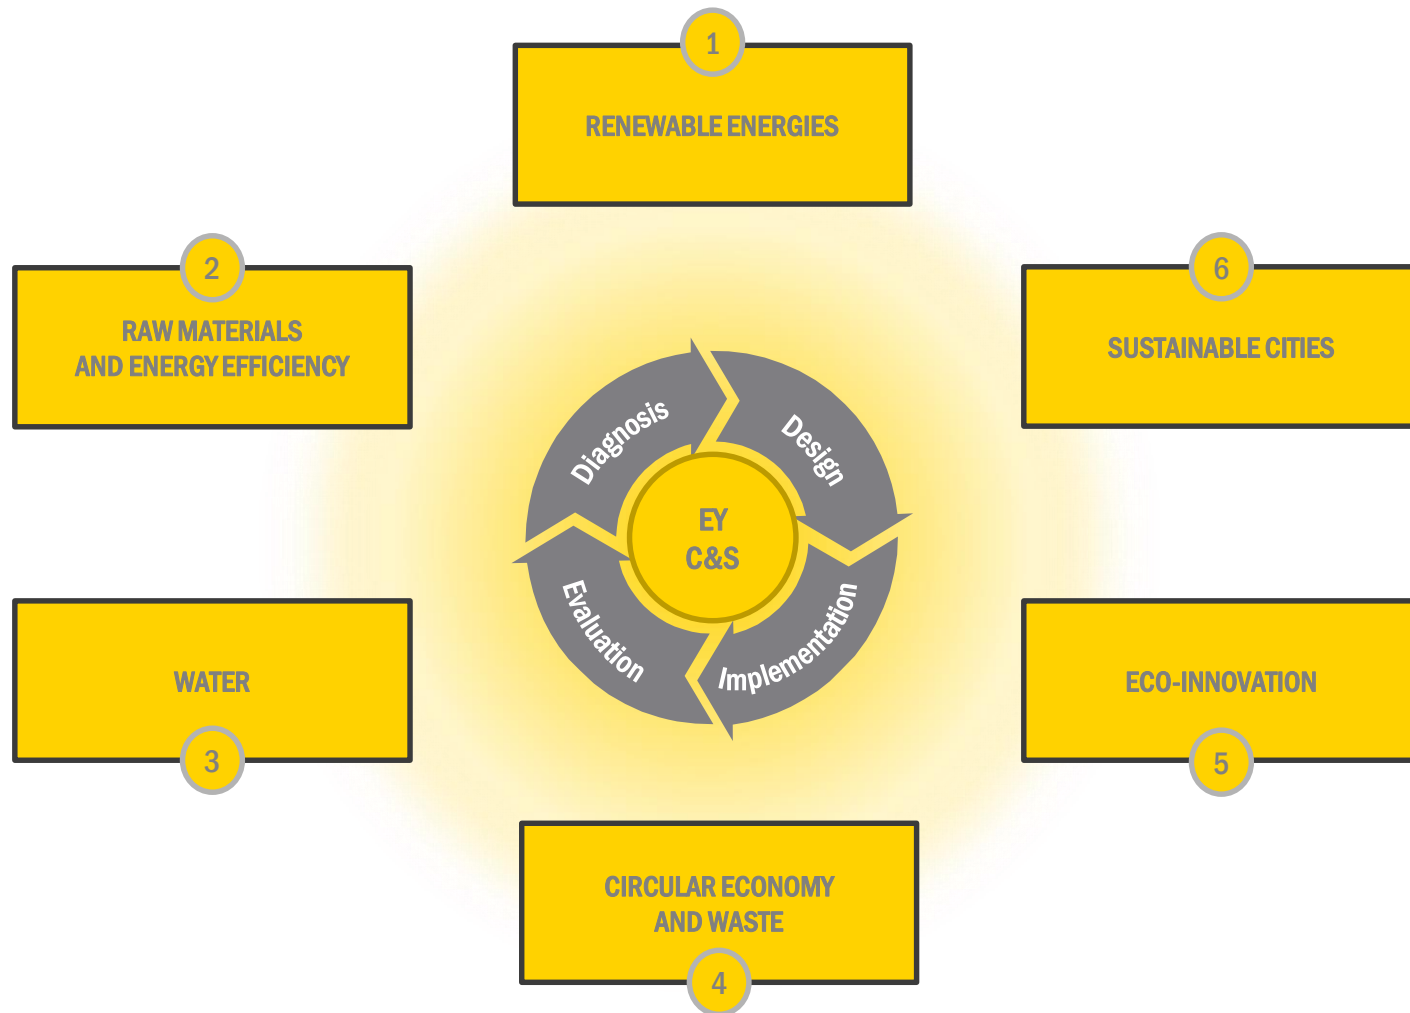 1
RENEWABLE ENERGIES
2
RAW MATERIALS
AND ENERGY EFFICIENCY
6
SUSTAINABLE CITIES
Diagnosis
Design
EY
C&S
Evaluation
Implementation
WATER
3
ECO-INNOVATION
5
CIRCULAR ECONOMY
AND WASTE
4